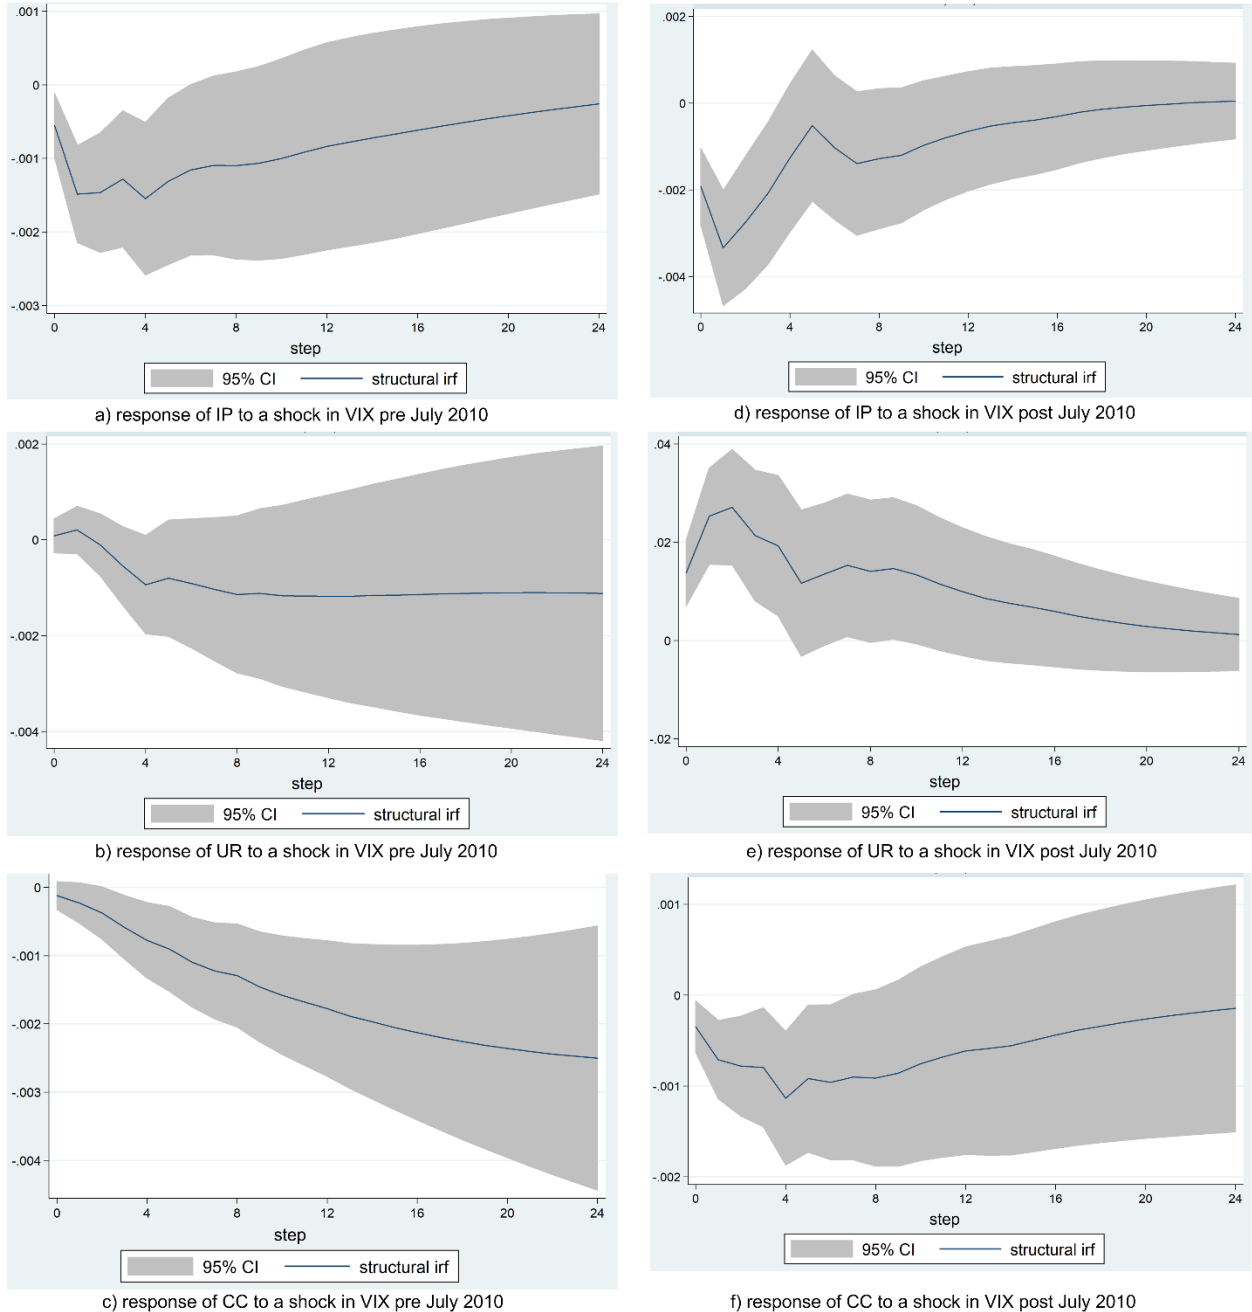 .001
0
-.001
-.002
-.003
0 4 8 12 16 20 24
step
95% CI structural irf
a) response of IP to a shock in VIX pre July 2010
.002
0
-.002
-.004
0 4 8 12 16 20 24
step
95% CI structural irf
d) response of IP to a shock in VIX post July 2010
.002
0
-.002
-.004
0 4 8 12 16 20 24
step
95% CI structural irf
b) response of UR to a shock in VIX pre July 2010
.04
.02
0
-.02
0 4 8 12 16 20 24
step
95% CI structural irf
e) response of UR to a shock in VIX post July 2010
0
-.001
-.002
-.003
-.004
0 4 8 12 16 20 24
step
95% CI structural irf
c) response of CC to a shock in VIX pre July 2010
.001
0
-.001
-.002
0 4 8 12 16 20 24
step
95% CI structural irf
f) response of CC to a shock in VIX post July 2010